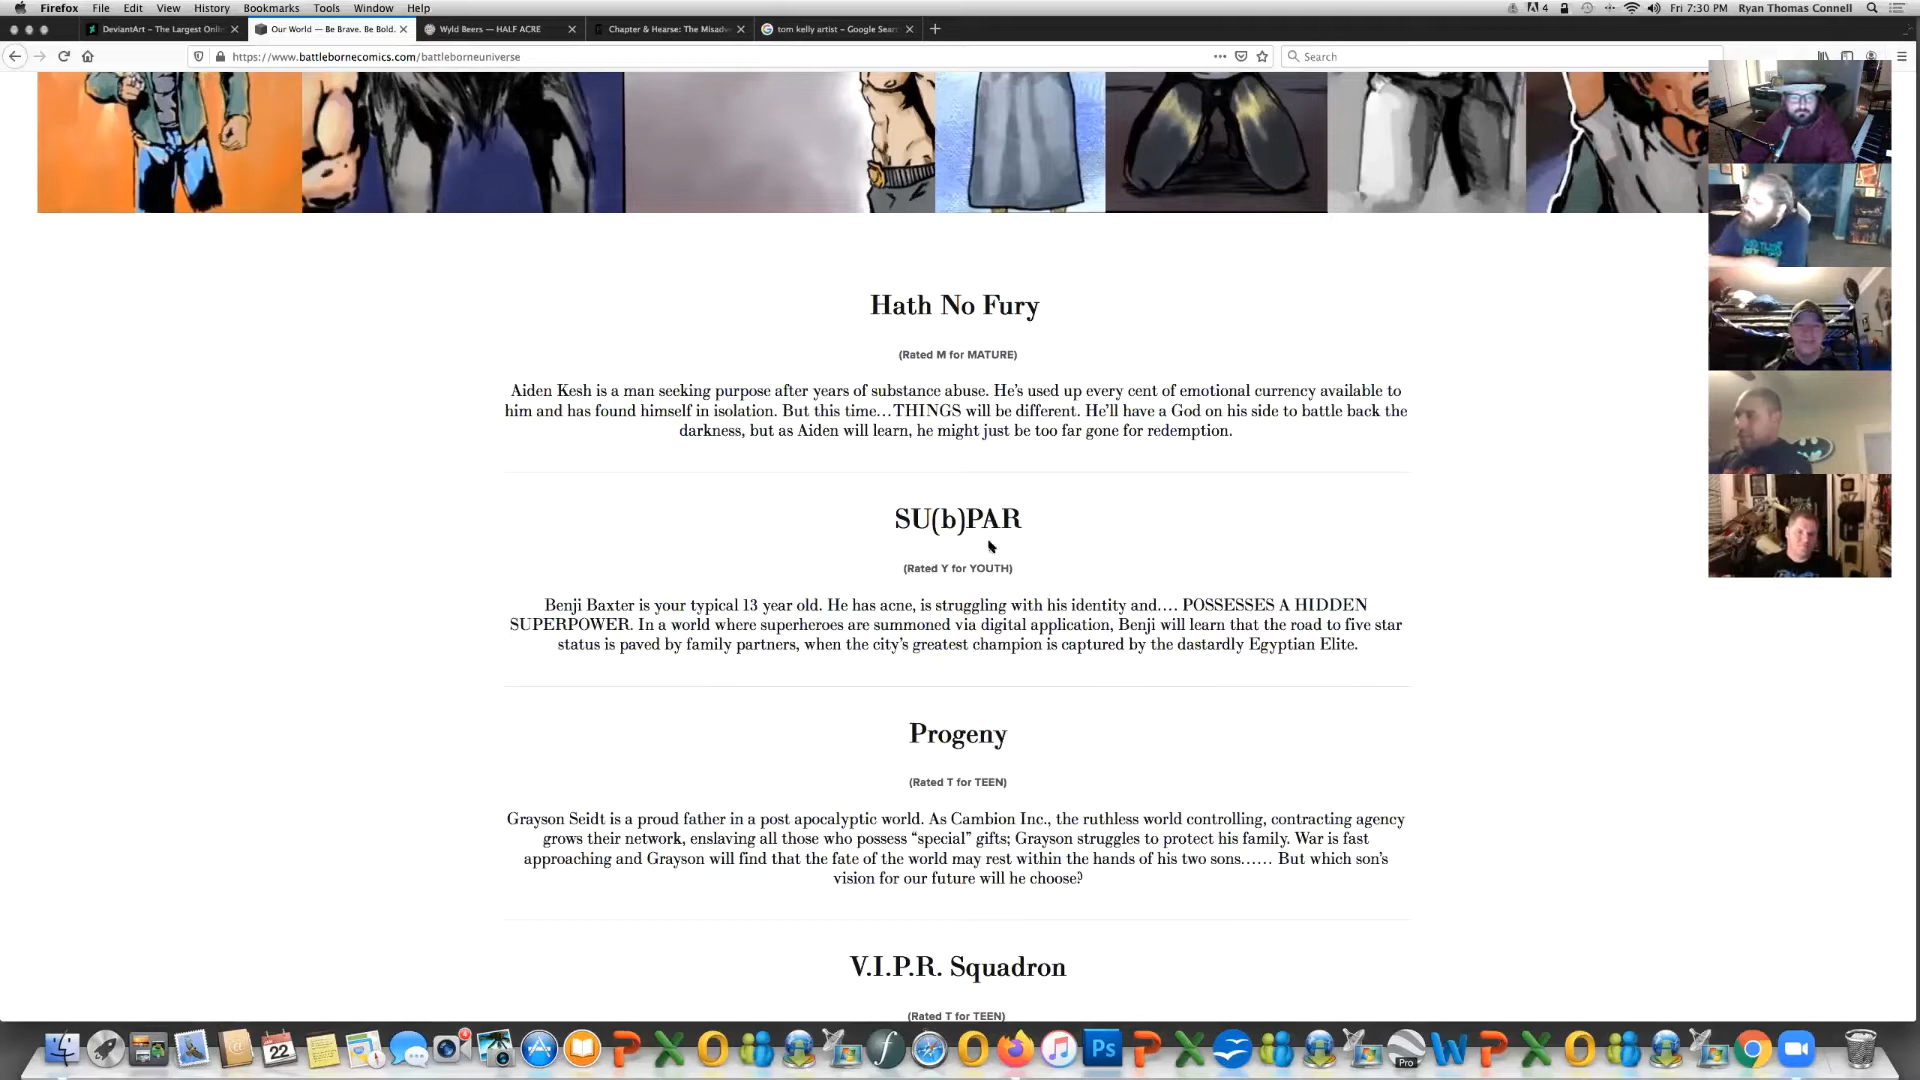 Firefox File Edit View History Bookmarks Tools Window Help 4 Fri 7:30 PM Ryan Thomas Connell
DeviantArt – The Largest Onli Our World — Be Brave. Be Bold. Wyld Beers — HALF ACRE Chapter & Hearse: The Misadv tom kelly artist – Google Sear
https://www.battlebornecomics.com/battleborneuniverse Search
Hath No Fury
(Rated M for MATURE)
Aiden Kesh is a man seeking purpose after years of substance abuse. He's used up every cent of emotional currency available to
him and has found himself in isolation. But this time…THINGS will be different. He'll have a God on his side to battle back the
darkness, but as Aiden will learn, he might just be too far gone for redemption.
SU(b)PAR
(Rated Y for YOUTH)
Benji Baxter is your typical 13 year old. He has acne, is struggling with his identity and…. POSSESSES A HIDDEN
SUPERPOWER. In a world where superheroes are summoned via digital application, Benji will learn that the road to five star
status is paved by family partners, when the city's greatest champion is captured by the dastardly Egyptian Elite.
Progeny
(Rated T for TEEN)
Grayson Seidt is a proud father in a post apocalyptic world. As Cambion Inc., the ruthless world controlling, contracting agency
grows their network, enslaving all those who possess “special” gifts; Grayson struggles to protect his family. War is fast
approaching and Grayson will find that the fate of the world may rest within the hands of his two sons…… But which son's
vision for our future will he choose?
V.I.P.R. Squadron
(Rated T for TEEN)
22
Ps
Pro